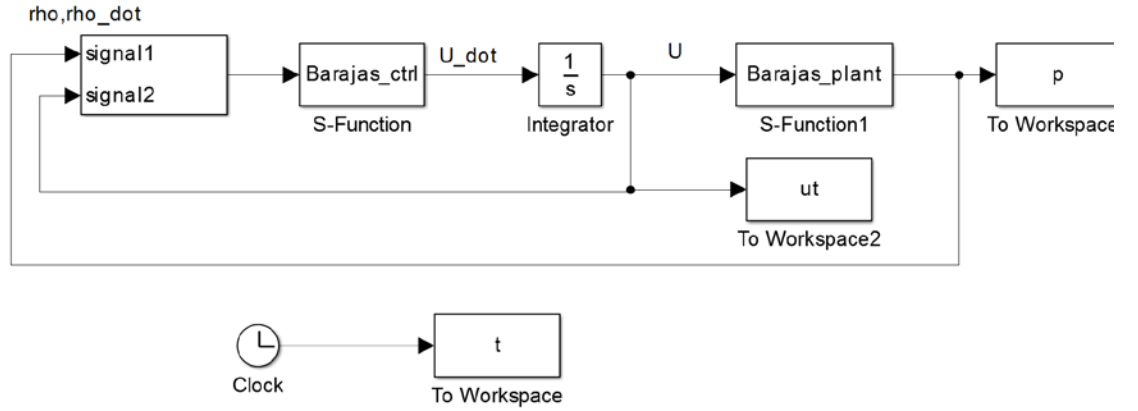 rho,rho_dot
signal1
signal2
Barajas_ctrl
S-Function
U_dot
1
s
Integrator
U
Barajas_plant
S-Function1
p
To Workspace
ut
To Workspace2
t
Clock
To Workspace